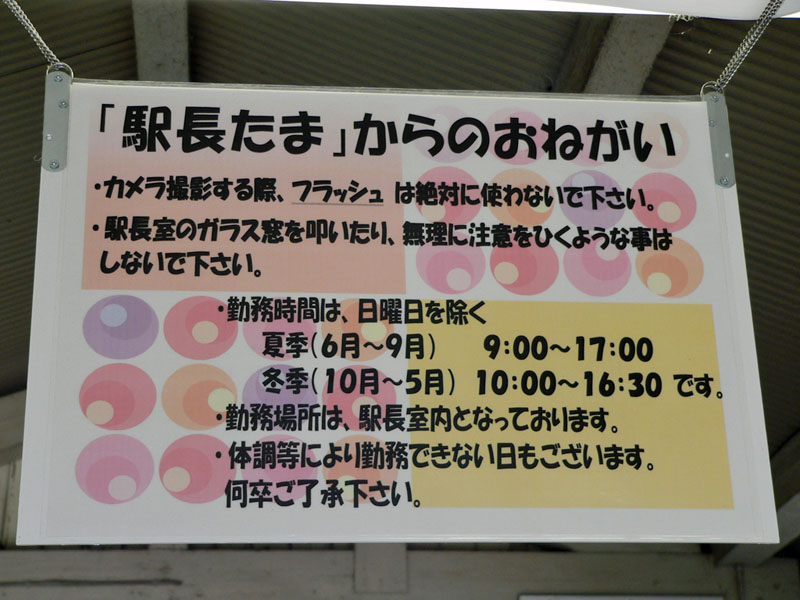 「駅長たま」からのおねがい
・カメラ撮影する際、フラッシュ は絶対に使わないで下さい。
・駅長室のガラス窓を叩いたり、無理に注意をひくような事は
しないで下さい。
・勤務時間は、日曜日を除く
夏季(6月〜9月) 9:00〜17:00
冬季(10月〜5月) 10:00〜16:30 です。
・勤務場所は、駅長室内となっております。
・体調等により勤務できない日もございます。
何卒ご了承下さい。